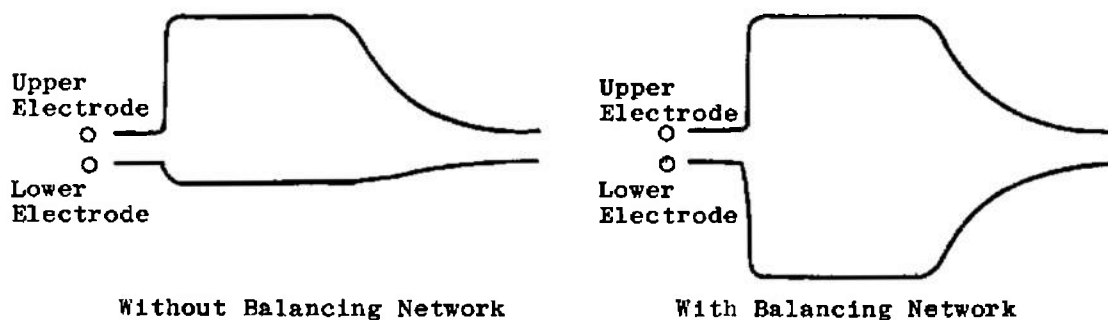 Upper
Electrode
Lower
Electrode
Without Balancing Network
Upper
Electrode
Lower
Electrode
With Balancing Network